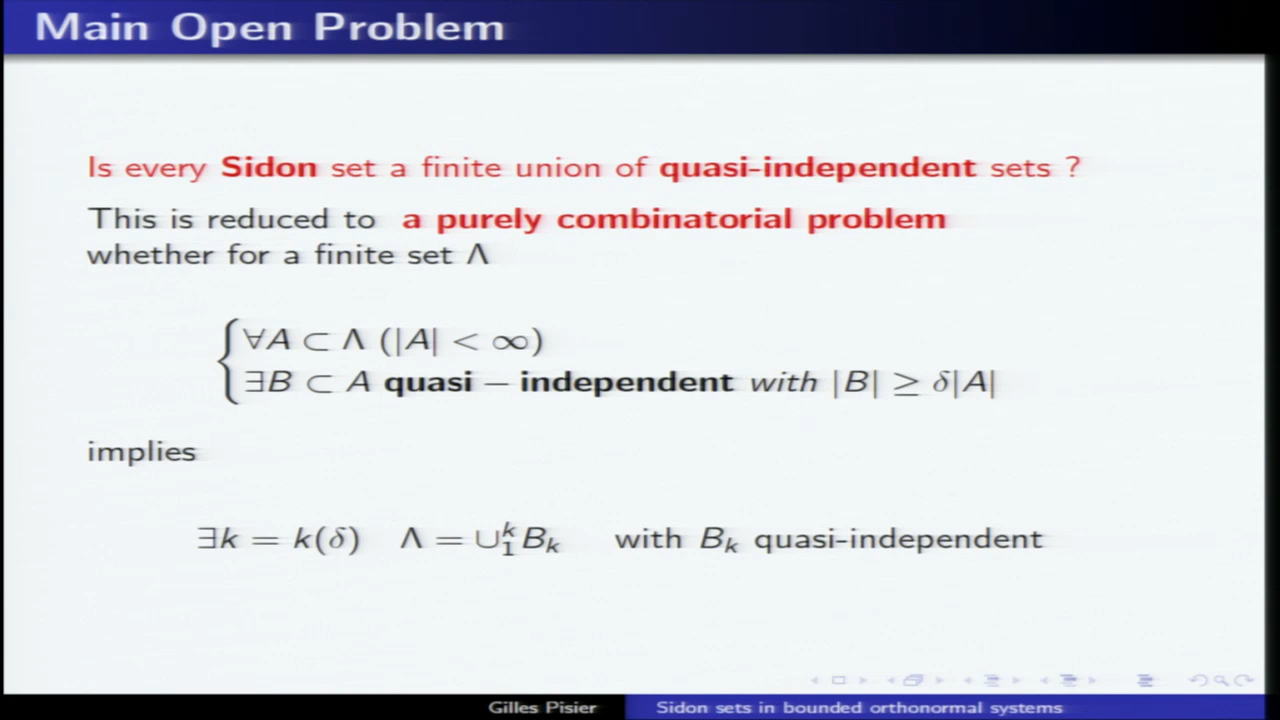 Main Open Problem
Is every Sidon set a finite union of quasi-independent sets ?
This is reduced to a purely combinatorial problem
whether for a finite set Λ
∀A ⊂ Λ (|A| < ∞)
∃B ⊂ A quasi − independent with |B| ≥ δ|A|
implies
∃k = k(δ) Λ = ∪₁ᵏBₖ with Bₖ quasi-independent
Gilles Pisier Sidon sets in bounded orthonormal systems